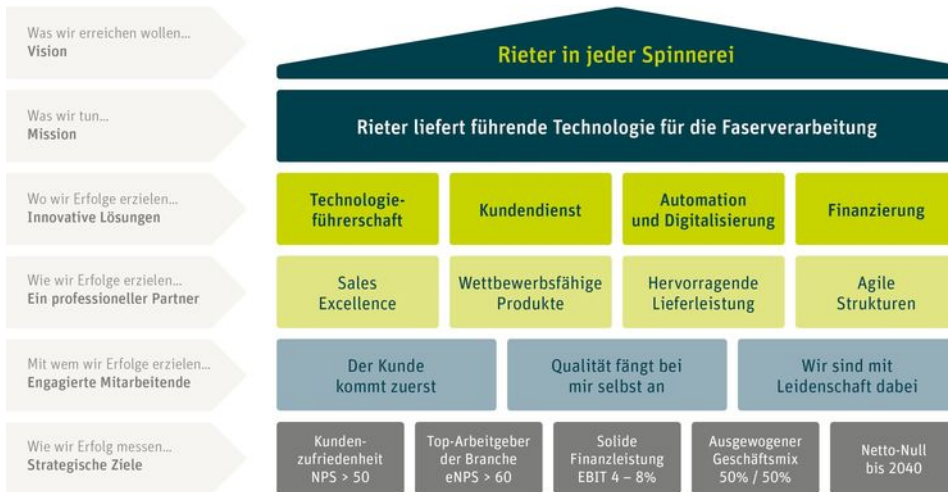 Was wir erreichen wollen...
Vision
Rieter in jeder Spinnerei
Was wir tun...
Mission
Rieter liefert führende Technologie für die Faserverarbeitung
Wo wir Erfolge erzielen...
Innovative Lösungen
Technologie-
führerschaft
Kundendienst
Automation
und Digitalisierung
Finanzierung
Wie wir Erfolge erzielen...
Ein professioneller Partner
Sales
Excellence
Wettbewerbsfähige
Produkte
Hervorragende
Lieferleistung
Agile
Strukturen
Mit wem wir Erfolge erzielen...
Engagierte Mitarbeitende
Der Kunde
kommt zuerst
Qualität fängt bei
mir selbst an
Wir sind mit
Leidenschaft dabei
Wie wir Erfolg messen...
Strategische Ziele
Kunden-
zufriedenheit
NPS > 50
Top-Arbeitgeber
der Branche
eNPS > 60
Solide
Finanzleistung
EBIT 4 – 8%
Ausgewogener
Geschäftsmix
50% / 50%
Netto-Null
bis 2040